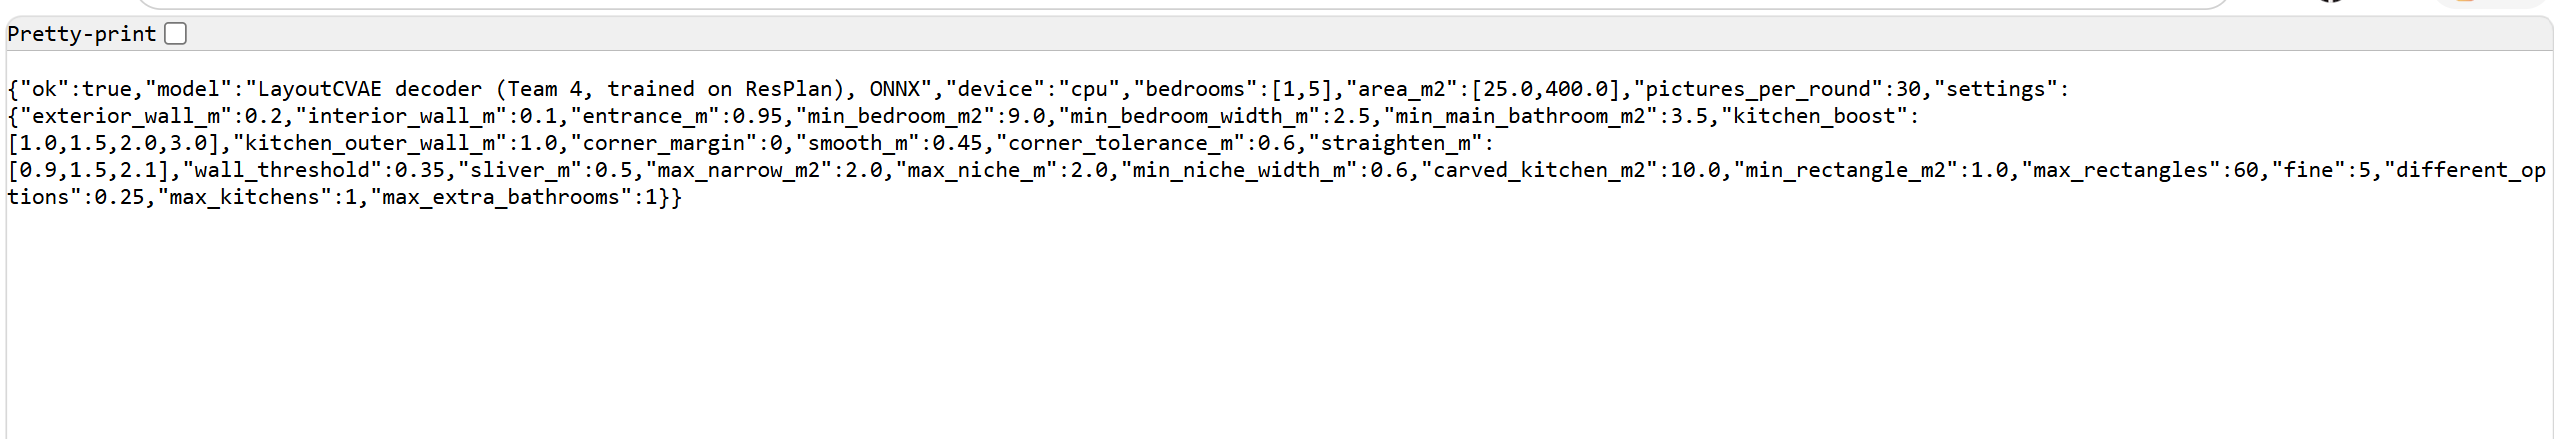 Pretty-print
{"ok":true,"model":"LayoutCVAE decoder (Team 4, trained on ResPlan), ONNX","device":"cpu","bedrooms":[1,5],"area_m2":[25.0,400.0],"pictures_per_round":30,"settings":
{"exterior_wall_m":0.2,"interior_wall_m":0.1,"entrance_m":0.95,"min_bedroom_m2":9.0,"min_bedroom_width_m":2.5,"min_main_bathroom_m2":3.5,"kitchen_boost":
[1.0,1.5,2.0,3.0],"kitchen_outer_wall_m":1.0,"corner_margin":0,"smooth_m":0.45,"corner_tolerance_m":0.6,"straighten_m":
[0.9,1.5,2.1],"wall_threshold":0.35,"sliver_m":0.5,"max_narrow_m2":2.0,"max_niche_m":2.0,"min_niche_width_m":0.6,"carved_kitchen_m2":10.0,"min_rectangle_m2":1.0,"max_rectangles":60,"fine":5,"different_op
tions":0.25,"max_kitchens":1,"max_extra_bathrooms":1}}